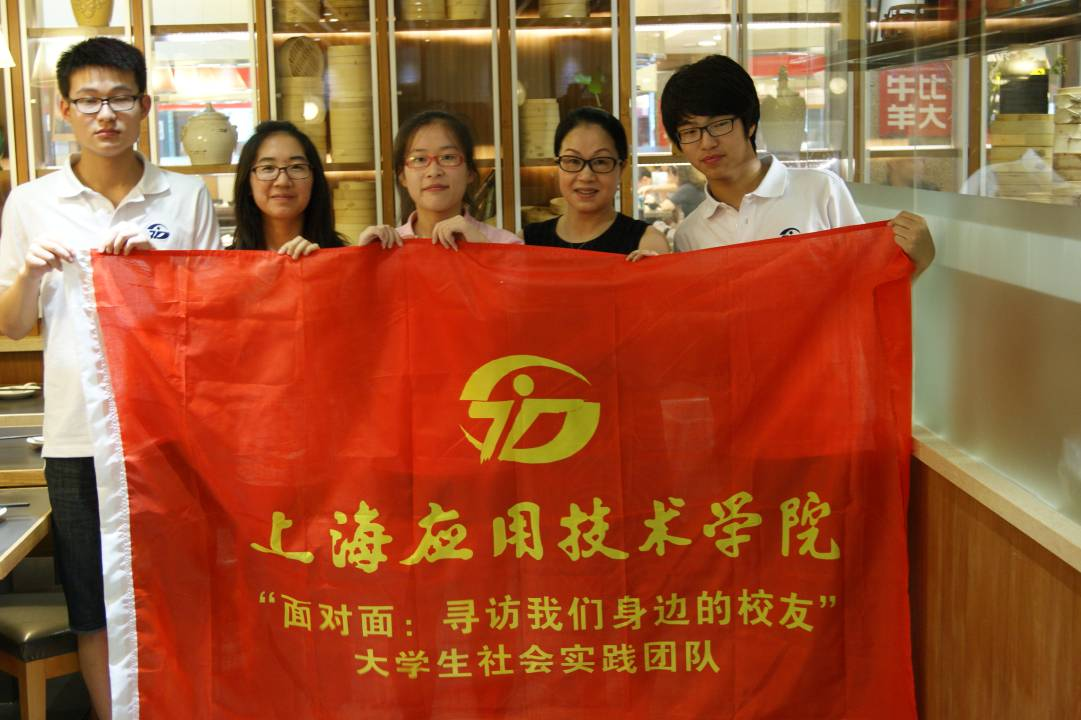 比大
牛羊
上海应用技术学院
“面对面：寻访我们身边的校友”
大学生社会实践团队